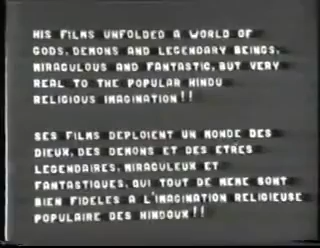 HIS FILMS UNFOLDED A WORLD OF
GODS, DEMONS AND LEGENDARY BEINGS,
MIRACULOUS AND FANTASTIC, BUT VERY
REAL TO THE POPULAR HINDU
RELIGIOUS IMAGINATION!!
SES FILMS DEPLOIENT UN MONDE DES
DIEUX, DES DEMONS ET DES ETRES
LEGENDAIRES, MIRACULEUX ET
FANTASTIQUES, QUI TOUT DE MEME SONT
BIEN FIDELES A L'IMAGINATION RELIGIEUSE
POPULAIRE DES HINDOUX!!